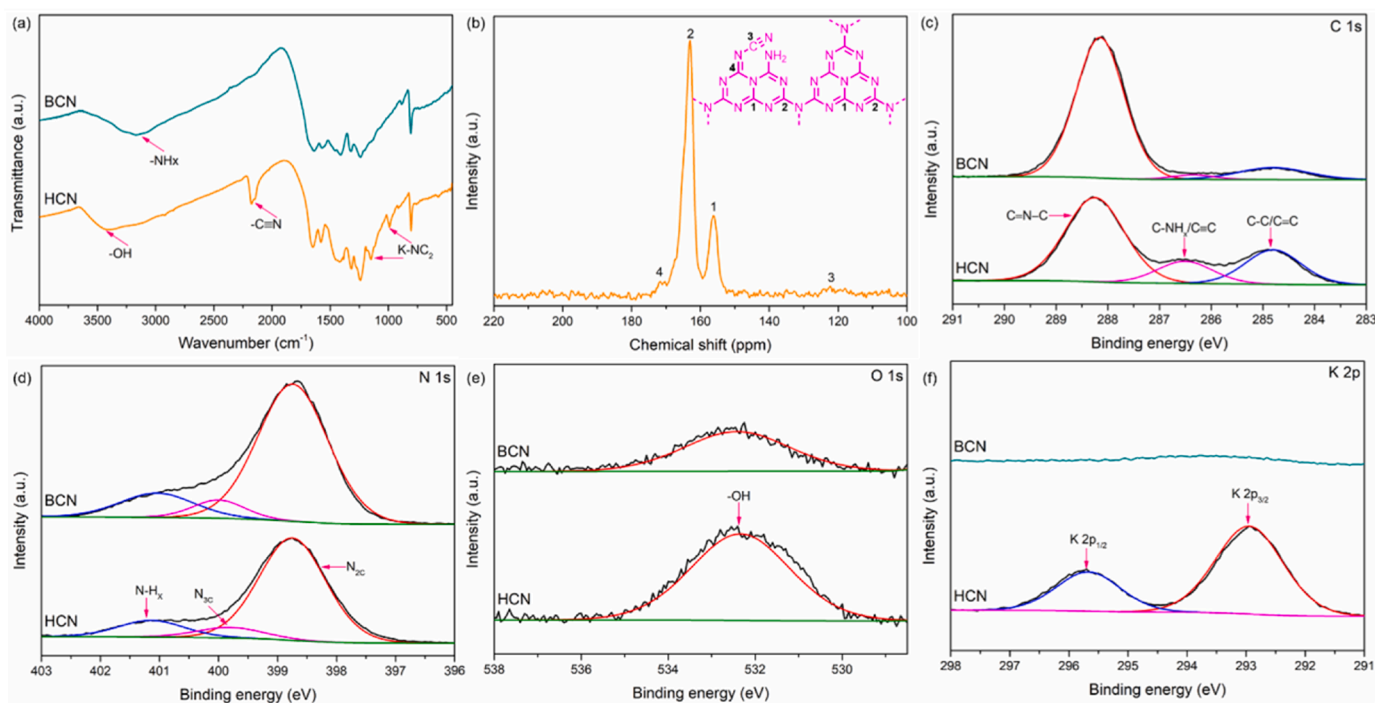 (a)
Transmittance (a.u.)
BCN
-NHx
HCN
-OH
-C≡N
K-NC₂
4000 3500 3000 2500 2000 1500 1000 500
Wavenumber (cm⁻¹)
(b)
Intensity (a.u.)
2
1
4
3
3
N
N
NH₂
4
N
N
N
N
N
N
N
N
1
2
N
N
N
N
N
N
N
N
N
1
2
N
220 200 180 160 140 120 100
Chemical shift (ppm)
(c)
C 1s
Intensity (a.u.)
BCN
C=N–C
C-NHₓ/C≡C
C-C/C=C
HCN
291 290 289 288 287 286 285 284 283
Binding energy (eV)
(d)
N 1s
Intensity (a.u.)
BCN
N-Hₓ
N₃C
N₂C
HCN
403 402 401 400 399 398 397 396
Binding energy (eV)
(e)
O 1s
Intensity (a.u.)
BCN
-OH
HCN
538 536 534 532 530
Binding energy (eV)
(f)
K 2p
Intensity (a.u.)
BCN
K 2p₃/₂
K 2p₁/₂
HCN
298 297 296 295 294 293 292 291
Binding energy (eV)